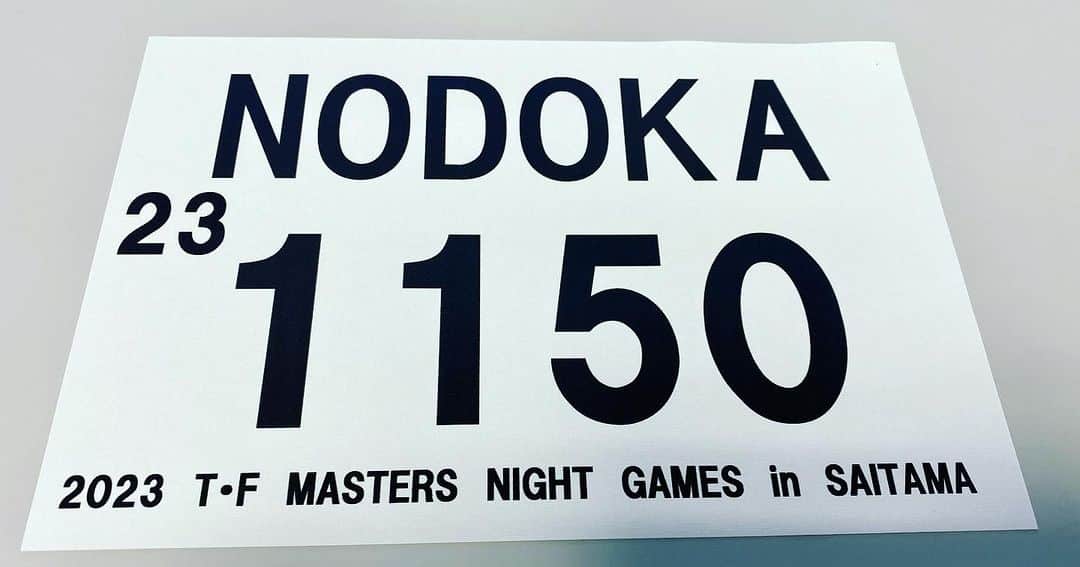 NODOKA
23
1150
2023 T・F MASTERS NIGHT GAMES in SAITAMA